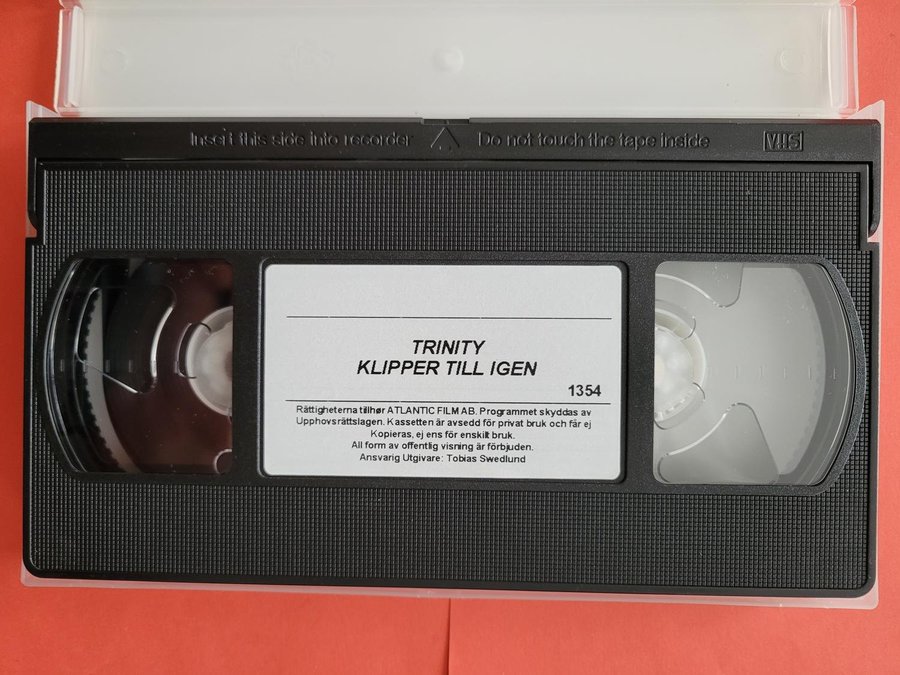 Insert this side into recorder Do not touch the tape inside VHS
TRINITY
KLIPPER TILL IGEN
1354
Rättigheterna tillhør ATLANTIC FILM AB. Programmet skyddas av
Upphovsrättslagen. Kassetten är avsedd för privat bruk och får ej
Kopieras, ej ens för enskilt bruk.
All form av offentlig visning är förbjuden.
Ansvarig Utgivare: Tobias Swedlund